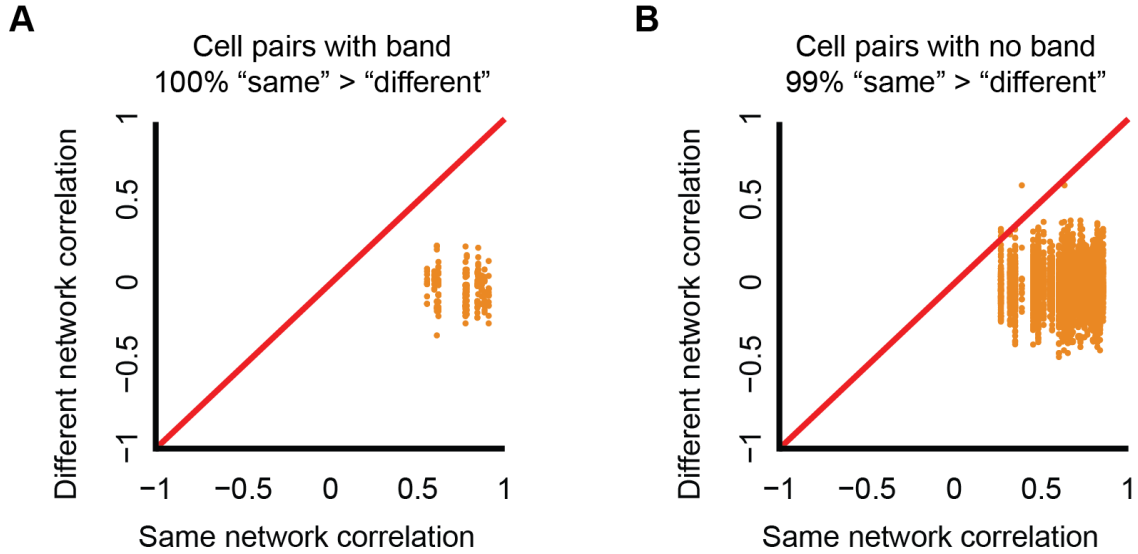 A
Cell pairs with band
100% “same” > “different”
Different network correlation
1
0.5
0
−0.5
−1
−1
−0.5
0
0.5
1
Same network correlation
B
Cell pairs with no band
99% “same” > “different”
Different network correlation
1
0.5
0
−0.5
−1
−1
−0.5
0
0.5
1
Same network correlation